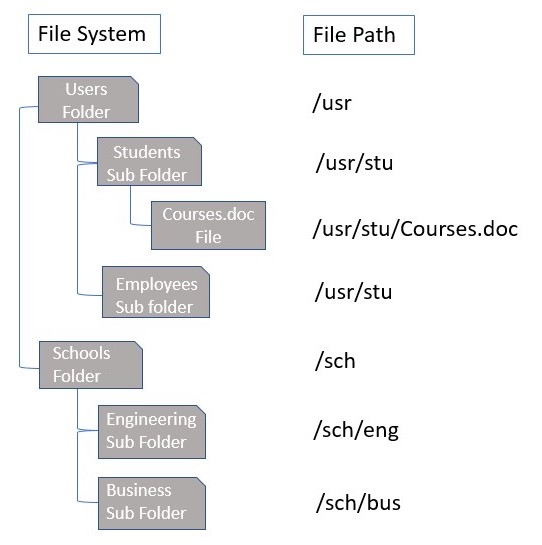 File System
File Path
Users
Folder
/usr
Students
Sub Folder
/usr/stu
Courses.doc
File
/usr/stu/Courses.doc
Employees
Sub folder
/usr/stu
Schools
Folder
/sch
Engineering
Sub Folder
/sch/eng
Business
Sub Folder
/sch/bus